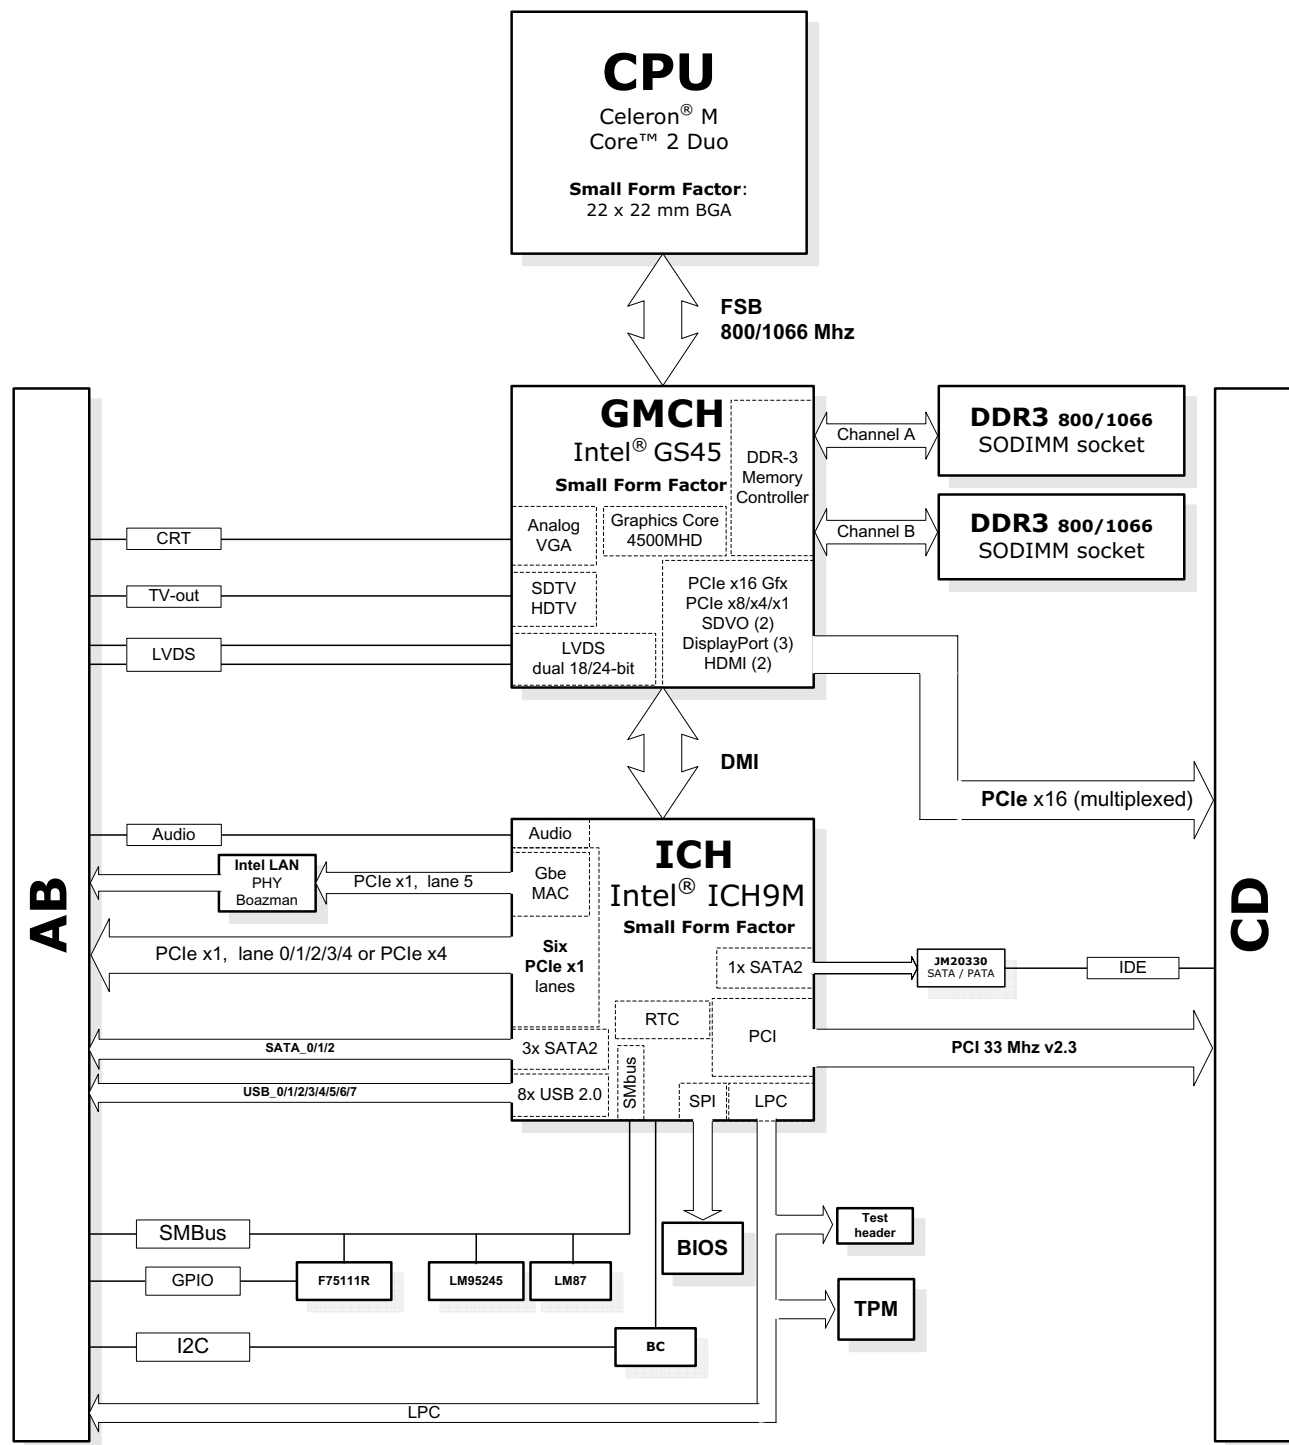 CPU
Celeron® M
Core™ 2 Duo
Small Form Factor:
22 x 22 mm BGA
FSB
800/1066 Mhz
GMCH
Intel® GS45
Small Form Factor
DDR-3
Memory
Controller
Analog
VGA
Graphics Core
4500MHD
SDTV
HDTV
LVDS
dual 18/24-bit
PCIe x16 Gfx
PCIe x8/x4/x1
SDVO (2)
DisplayPort (3)
HDMI (2)
Channel A
DDR3 800/1066
SODIMM socket
Channel B
DDR3 800/1066
SODIMM socket
CRT
TV-out
LVDS
DMI
PCIe x16 (multiplexed)
AB
CD
Audio
Audio
ICH
Intel® ICH9M
Small Form Factor
Intel LAN
PHY
Boazman
PCIe x1, lane 5
Gbe
MAC
PCIe x1, lane 0/1/2/3/4 or PCIe x4
Six
PCIe x1
lanes
1x SATA2
JM20330
SATA / PATA
IDE
RTC
PCI
PCI 33 Mhz v2.3
SATA_0/1/2
3x SATA2
USB_0/1/2/3/4/5/6/7
8x USB 2.0
SMbus
SPI
LPC
SMBus
GPIO
F75111R
LM95245
LM87
BIOS
Test
header
TPM
I2C
BC
LPC